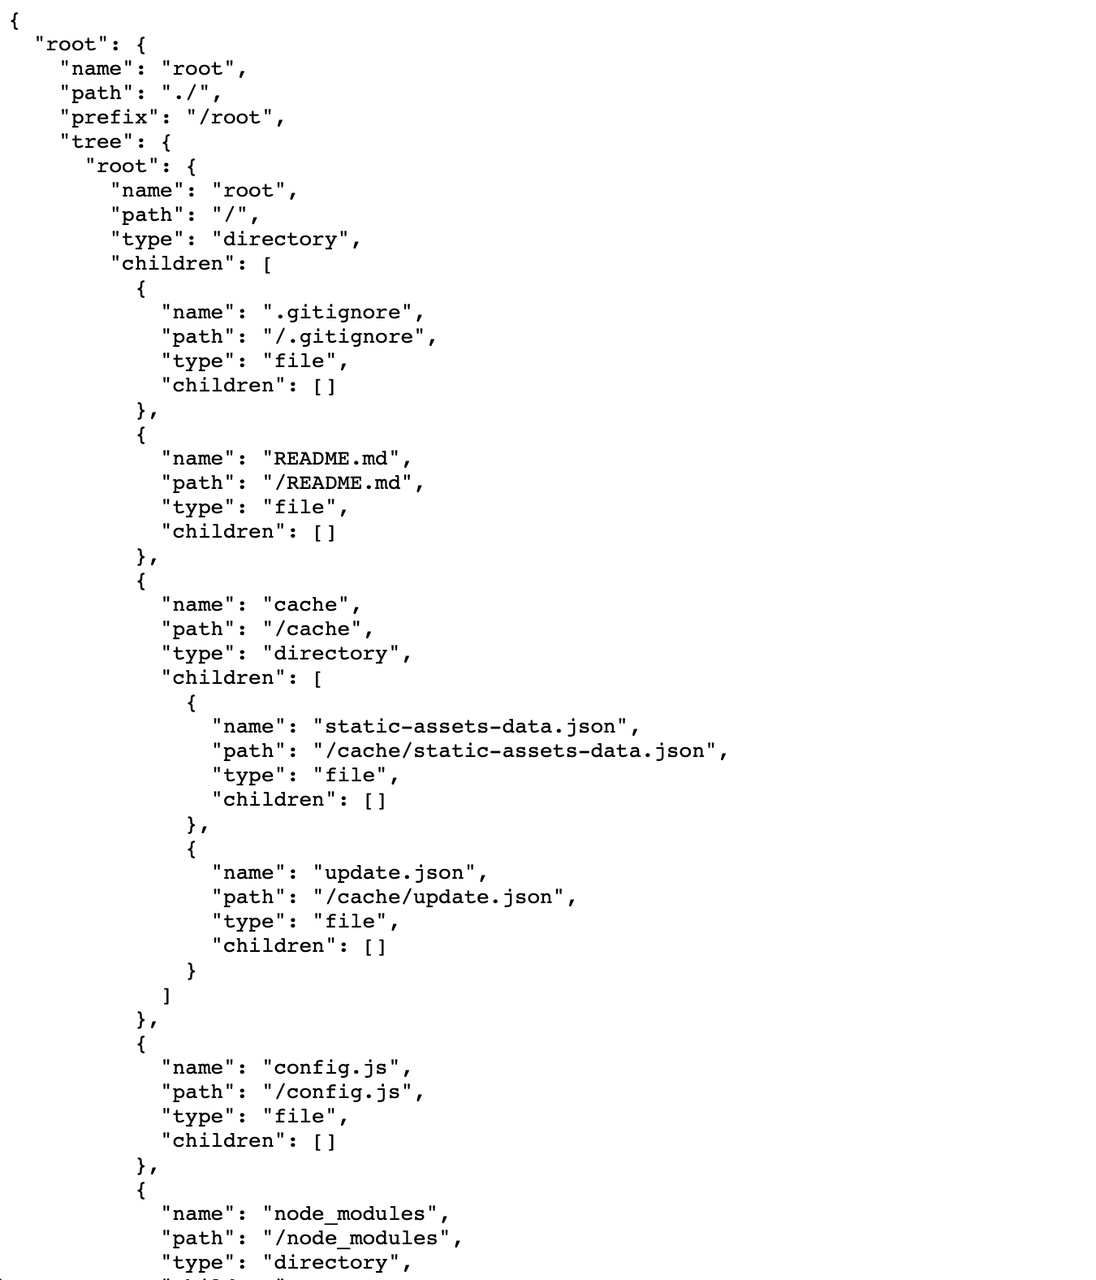 {
  "root": {
    "name": "root",
    "path": "./",
    "prefix": "/root",
    "tree": {
      "root": {
        "name": "root",
        "path": "/",
        "type": "directory",
        "children": [
          {
            "name": ".gitignore",
            "path": "/.gitignore",
            "type": "file",
            "children": []
          },
          {
            "name": "README.md",
            "path": "/README.md",
            "type": "file",
            "children": []
          },
          {
            "name": "cache",
            "path": "/cache",
            "type": "directory",
            "children": [
              {
                "name": "static-assets-data.json",
                "path": "/cache/static-assets-data.json",
                "type": "file",
                "children": []
              },
              {
                "name": "update.json",
                "path": "/cache/update.json",
                "type": "file",
                "children": []
              }
            ]
          },
          {
            "name": "config.js",
            "path": "/config.js",
            "type": "file",
            "children": []
          },
          {
            "name": "node_modules",
            "path": "/node_modules",
            "type": "directory",